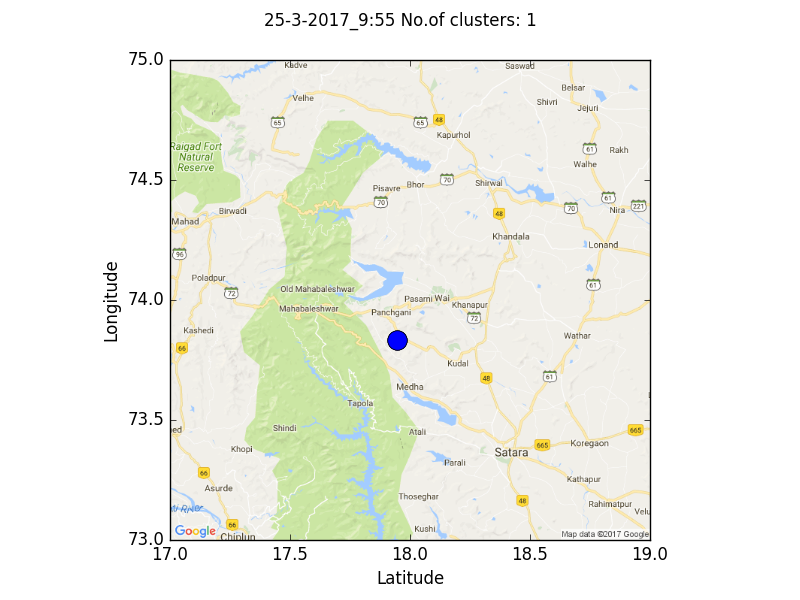 25-3-2017_9:55 No.of clusters: 1
75.0
Kadve
Saswad
Velhe
Belsar
Shivri
Jejuri
65
65
48
Kapurhol
Raigad Fort
Natural
Reserve
61
Rakh
Walhe
74.5
Pisavre
Bhor
70
Shirwal
70
61
Birwadi
48
70
Nira
221
Mahad
Khandala
Lonand
96
Poladpur
72
Old Mahabaleshwar
61
74.0
Mahabaleshwar
Pasarni
Wai
Khanapur
Panchgani
72
Kashedi
Wathar
66
Kudal
61
48
Medha
Tapola
73.5
Shindi
Atali
665
665
Koregaon
Khopi
Satara
Parali
66
Asurde
Kathapur
Thoseghar
48
Rahimatpur
Velu
66
Kushi
Google
Chiplun
Map data ©2017 Google
73.0
17.0
17.5
18.0
18.5
19.0
Latitude
Longitude